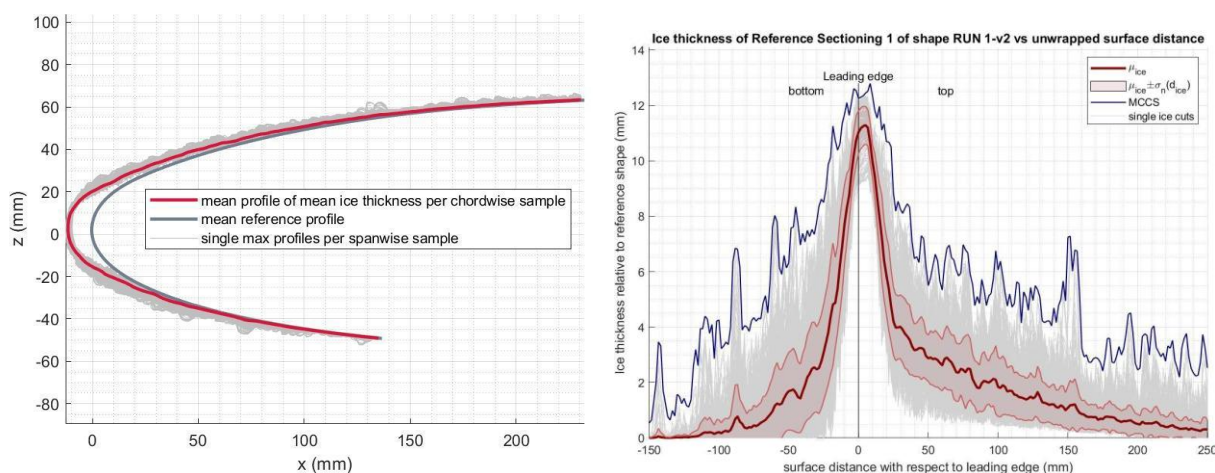 100
80
60
40
20
0
-20
-40
-60
-80
z (mm)
0
50
100
150
200
x (mm)
mean profile of mean ice thickness per chordwise sample
mean reference profile
single max profiles per spanwise sample
Ice thickness of Reference Sectioning 1 of shape RUN 1-v2 vs unwrapped surface distance
14
12
10
8
6
4
2
0
Ice thickness relative to reference shape (mm)
Leading edge
bottom
top
μice
μice±σn(dice)
MCCS
single ice cuts
-150
-100
-50
0
50
100
150
200
250
surface distance with respect to leading edge (mm)